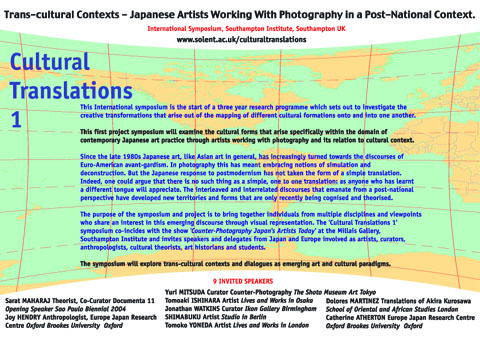 Trans-cultural Contexts – Japanese Artists Working With Photography in a Post-National Context.
International Symposium, Southampton Institute, Southampton UK
www.solent.ac.uk/culturaltranslations
Cultural
Translations
1
This International symposium is the start of a three year research programme which sets out to investigate the
creative transformations that arise out of the mapping of different cultural formations onto and into one another.
This first project symposium will examine the cultural forms that arise specifically within the domain of
contemporary Japanese art practice through artists working with photography and its relation to cultural context.
Since the late 1980s Japanese art, like Asian art in general, has increasingly turned towards the discourses of
Euro-American avant-gardism. In photography this has meant embracing notions of simulation and
deconstruction. But the Japanese response to postmodernism has not taken the form of a simple translation.
Indeed, one could argue that there is no such thing as a simple, one to one translation: as anyone who has learnt
a different tongue will appreciate. The interleaved and interlated discourses that emanate from a post-national
perspective have developed new territories and forms that are only recently being cognised and theorised.
The purpose of the symposium and project is to bring together individuals from multiple disciplines and viewpoints
who share an interest in this emerging discourse through visual representation. The 'Cultural Translations 1'
symposium co-incides with the show 'Counter-Photography Japan's Artists Today' at the Millais Gallery,
Southampton Institute and invites speakers and delegates from Japan and Europe involved as artists, curators,
anthropologists, cultural theorists, art historians and students.
The symposium will explore trans-cultural contexts and dialogues as emerging art and cultural paradigms.
9 INVITED SPEAKERS
Sarat MAHARAJ Theorist, Co-Curator Documenta 11
Opening Speaker Sao Paulo Biennial 2004
Joy HENDRY Anthropologist, Europe Japan Research
Centre Oxford Brookes University Oxford
Yuri MITSUDA Curator Counter-Photography The Shoto Museum Art Tokyo
Tomoaki ISHIHARA Artist Lives and Works in Osaka
Jonathan WATKINS Curator Ikon Gallery Birmingham
SHIMABUKU Artist Studio in Berlin
Tomoko YONEDA Artist Lives and Works in London
Dolores MARTINEZ Translations of Akira Kurosawa
School of Oriental and African Studies London
Catherine ATHERTON Europe Japan Research Centre
Oxford Brookes University Oxford